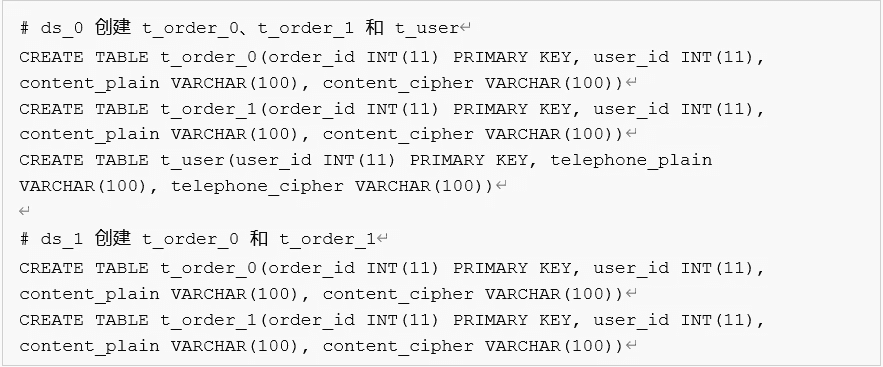 # ds_0 创建 t_order_0、t_order_1 和 t_user↵
CREATE TABLE t_order_0(order_id INT(11) PRIMARY KEY, user_id INT(11),
content_plain VARCHAR(100), content_cipher VARCHAR(100))↵
CREATE TABLE t_order_1(order_id INT(11) PRIMARY KEY, user_id INT(11),
content_plain VARCHAR(100), content_cipher VARCHAR(100))↵
CREATE TABLE t_user(user_id INT(11) PRIMARY KEY, telephone_plain
VARCHAR(100), telephone_cipher VARCHAR(100))↵
↵
# ds_1 创建 t_order_0 和 t_order_1↵
CREATE TABLE t_order_0(order_id INT(11) PRIMARY KEY, user_id INT(11),
content_plain VARCHAR(100), content_cipher VARCHAR(100))↵
CREATE TABLE t_order_1(order_id INT(11) PRIMARY KEY, user_id INT(11),
content_plain VARCHAR(100), content_cipher VARCHAR(100))↵